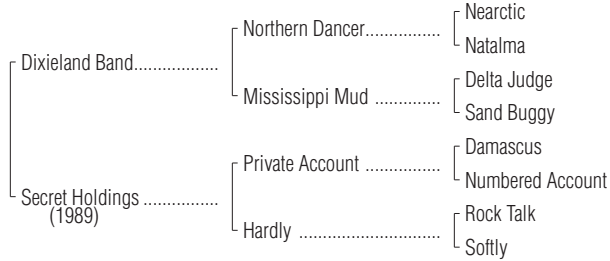 Nearctic
Northern Dancer.................
Natalma
Dixieland Band..................
Delta Judge
Mississippi Mud ...............
Sand Buggy
Damascus
Private Account .................
Numbered Account
Secret Holdings ................
(1989)
Rock Talk
Hardly ................................
Softly